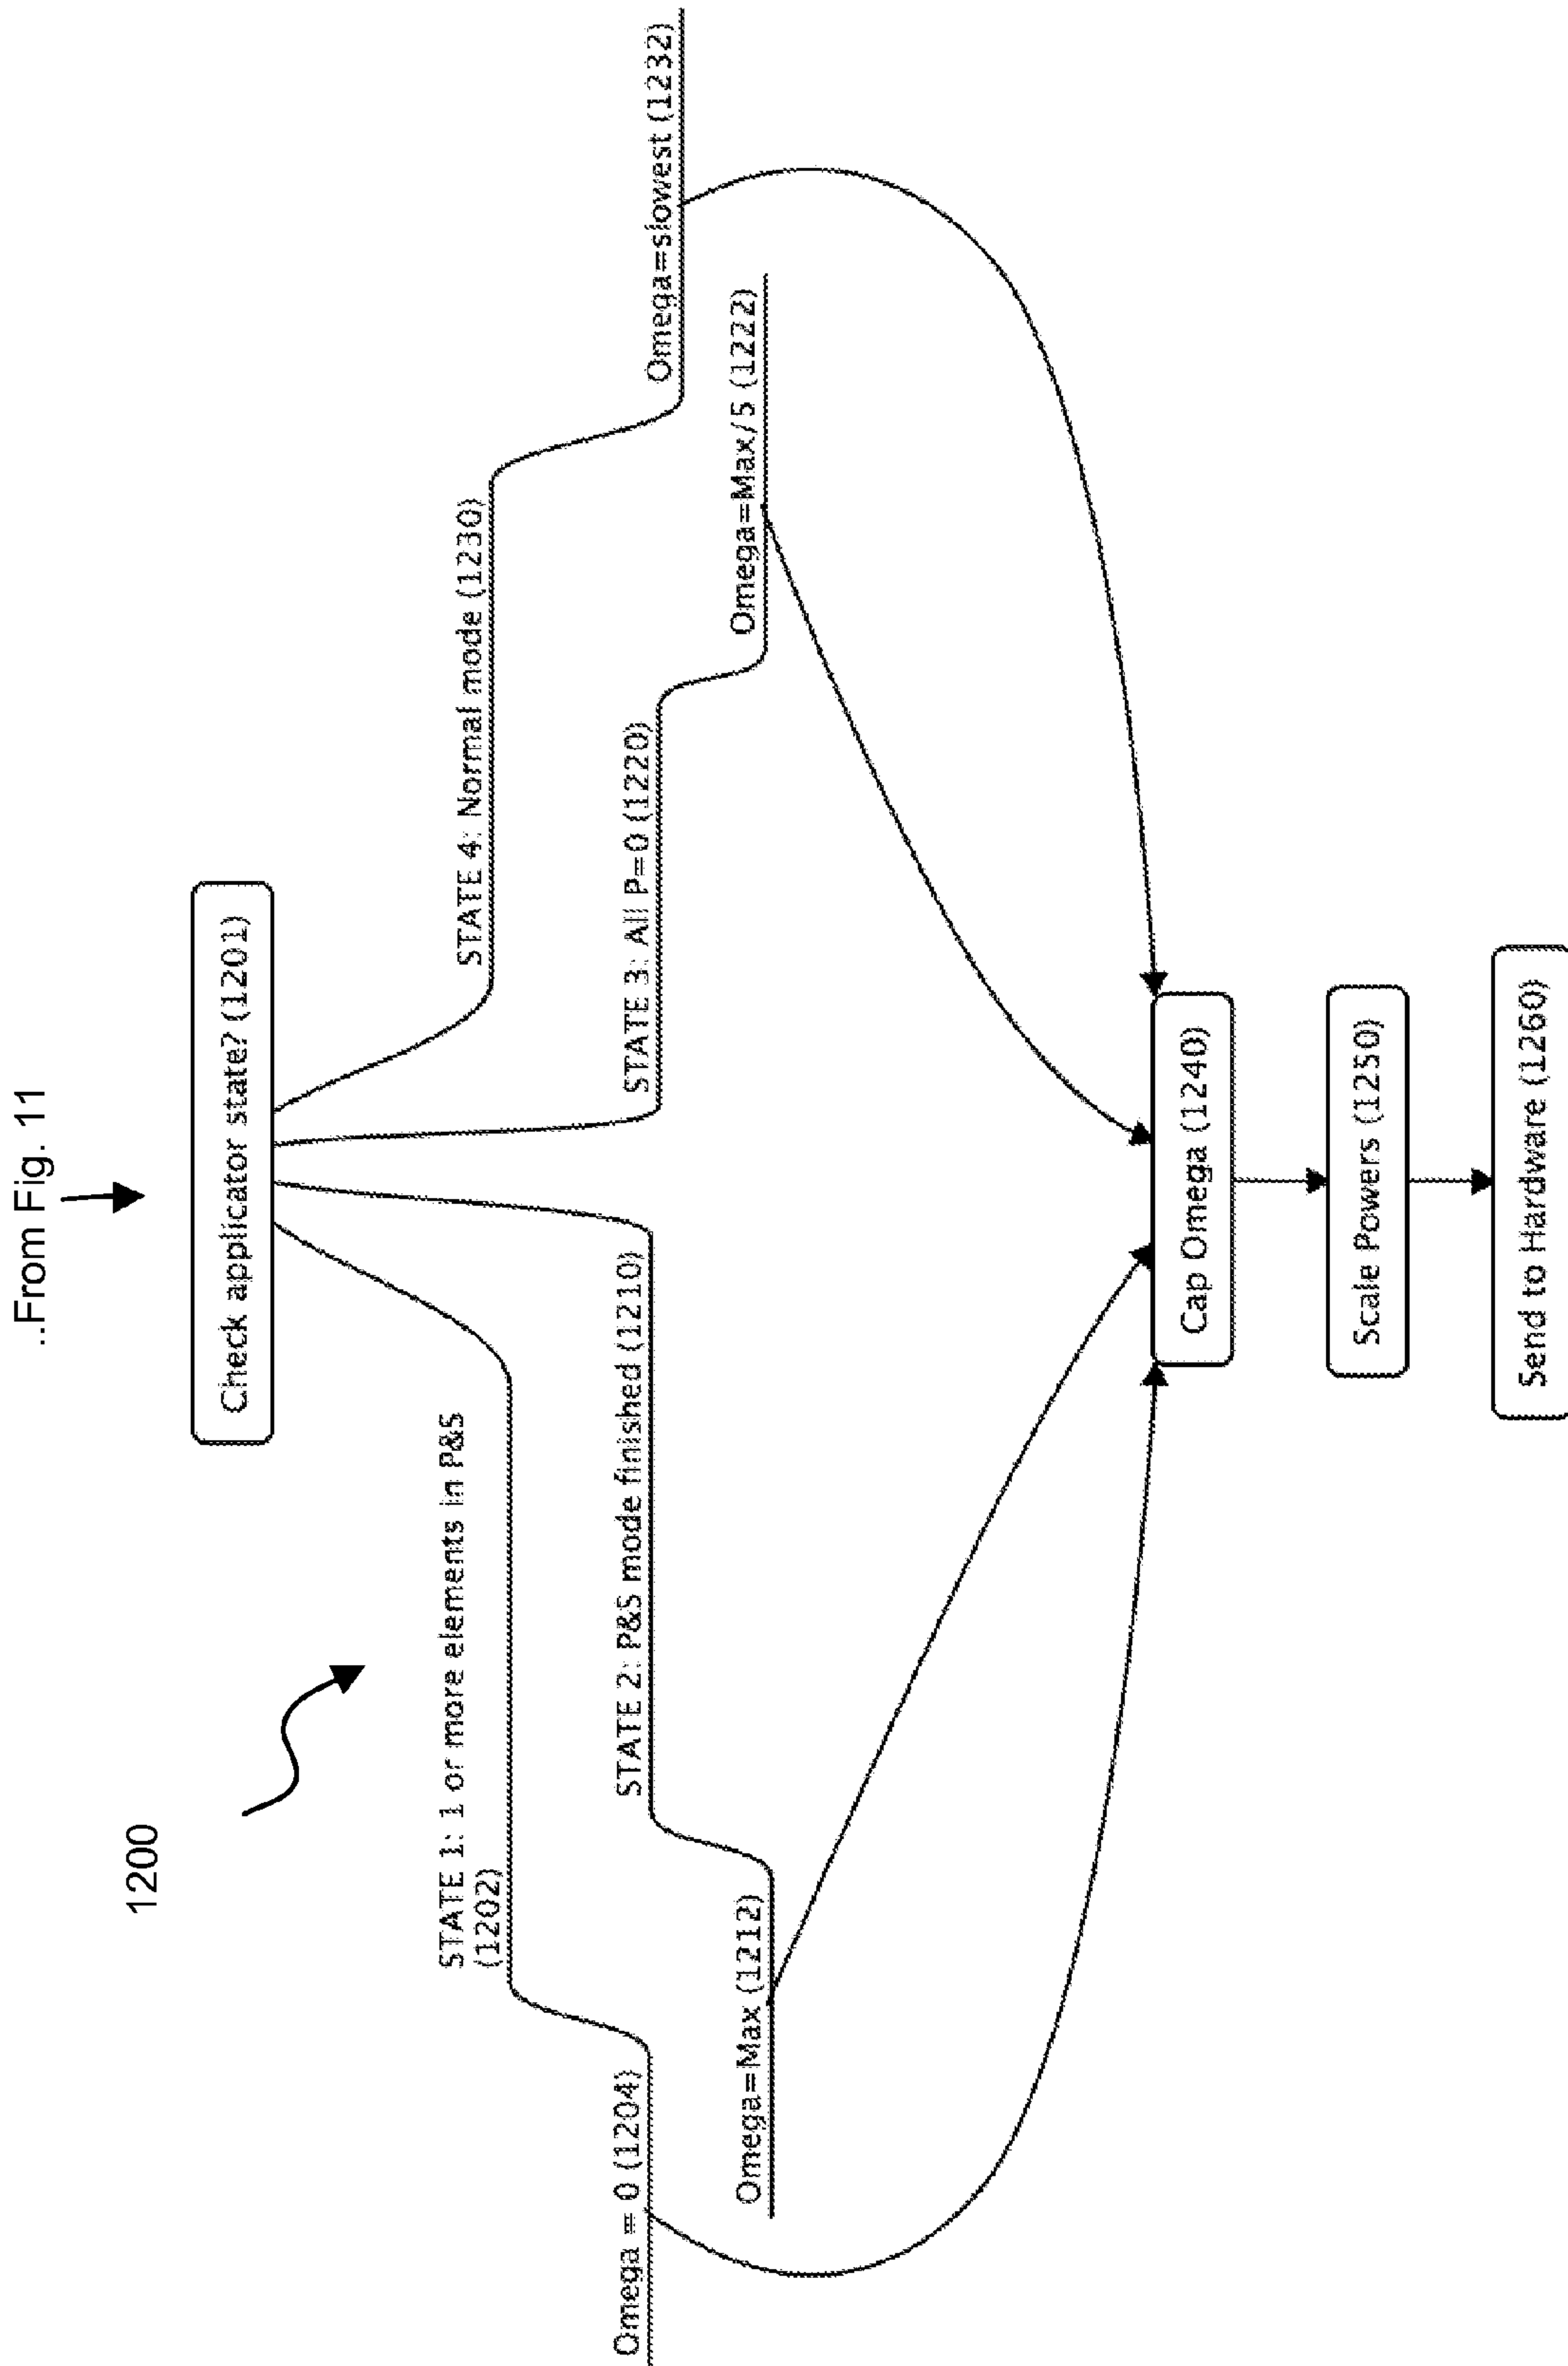 ..From Fig. 11
1200
Check applicator state? (1201)
STATE 1: 1 or more elements in P&S
(1202)
Omega = 0 (1204)
STATE 2: P&S mode finished (1210)
Omega=Max (1212)
STATE 3: All P=0 (1220)
Omega=Max/5 (1222)
STATE 4: Normal mode (1230)
Omega=slowest (1232)
Cap Omega (1240)
Scale Powers (1250)
Send to Hardware (1260)